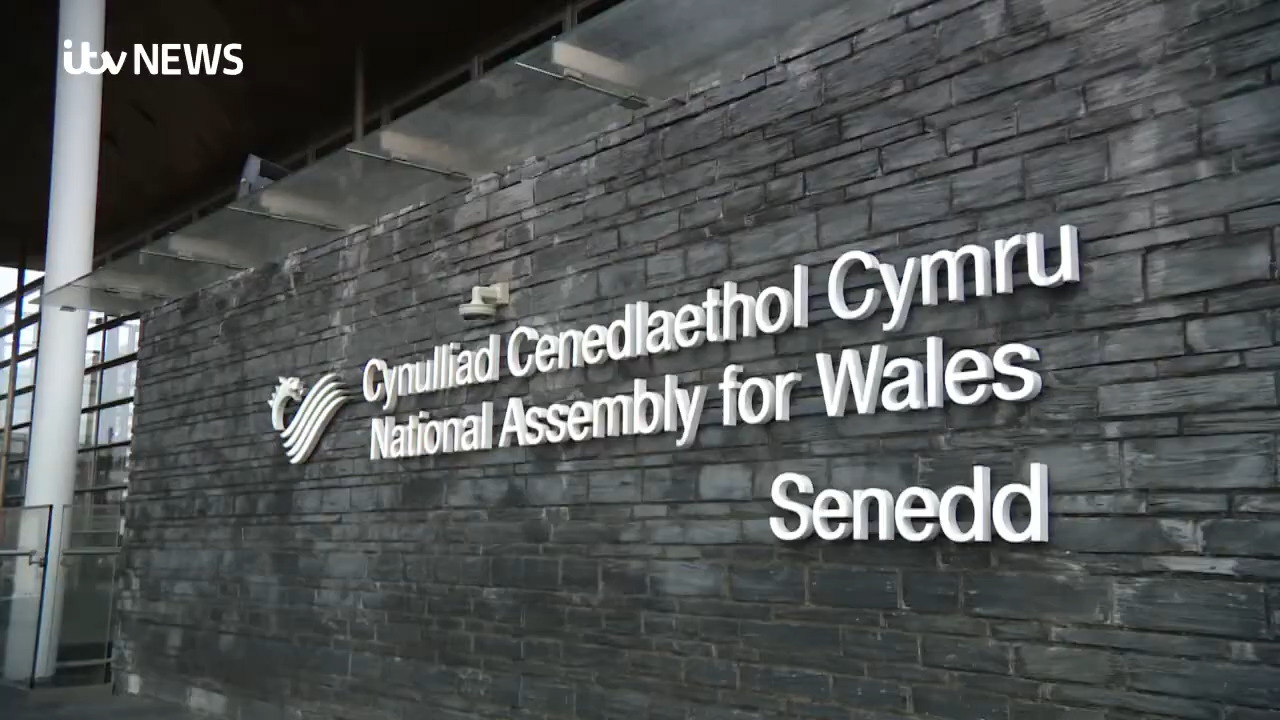 itv NEWS
Cynulliad Cenedlaethol Cymru
National Assembly for Wales
Senedd